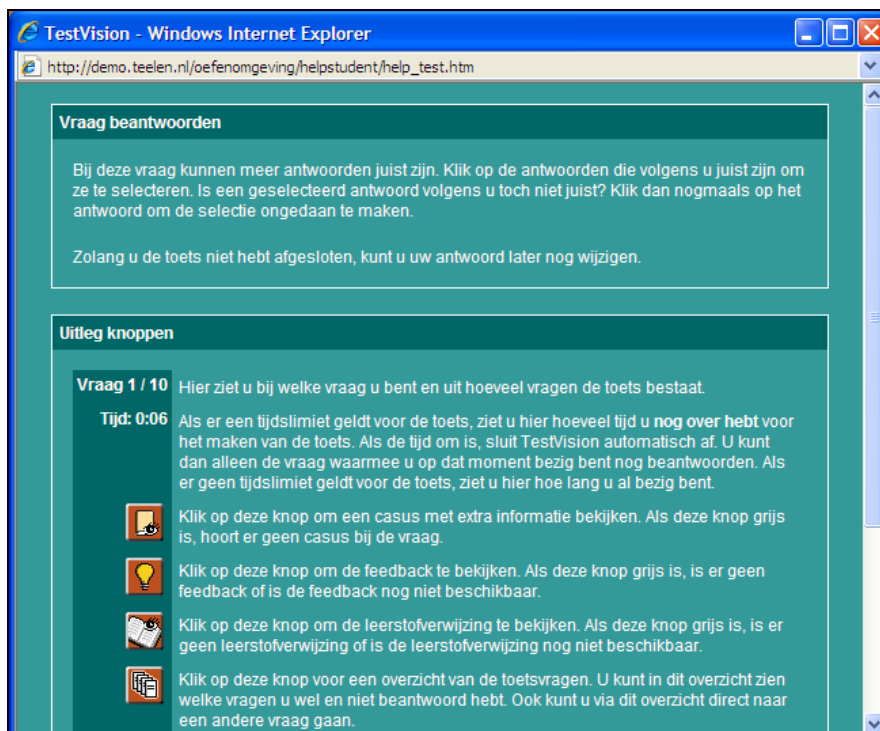 TestVision - Windows Internet Explorer
http://demo.teelen.nl/oefenomgeving/helpstudent/help_test.htm
Vraag beantwoorden
Bij deze vraag kunnen meer antwoorden juist zijn. Klik op de antwoorden die volgens u juist zijn om
ze te selecteren. Is een geselecteerd antwoord volgens u toch niet juist? Klik dan nogmaals op het
antwoord om de selectie ongedaan te maken.
Zolang u de toets niet hebt afgesloten, kunt u uw antwoord later nog wijzigen.
Uitleg knoppen
Vraag 1 / 10 Hier ziet u bij welke vraag u bent en uit hoeveel vragen de toets bestaat.
Tijd: 0:06 Als er een tijdslimiet geldt voor de toets, ziet u hier hoeveel tijd u nog over hebt voor
het maken van de toets. Als de tijd om is, sluit TestVision automatisch af. U kunt
dan alleen de vraag waarmee u op dat moment bezig bent nog beantwoorden. Als
er geen tijdslimiet geldt voor de toets, ziet u hier hoe lang u al bezig bent.
Klik op deze knop om een casus met extra informatie bekijken. Als deze knop grijs
is, hoort er geen casus bij de vraag.
Klik op deze knop om de feedback te bekijken. Als deze knop grijs is, is er geen
feedback of is de feedback nog niet beschikbaar.
Klik op deze knop om de leerstofverwijzing te bekijken. Als deze knop grijs is, is er
geen leerstofverwijzing of is de leerstofverwijzing nog niet beschikbaar.
Klik op deze knop voor een overzicht van de toetsvragen. U kunt in dit overzicht zien
welke vragen u wel en niet beantwoord hebt. Ook kunt u via dit overzicht direct naar
een andere vraag gaan.